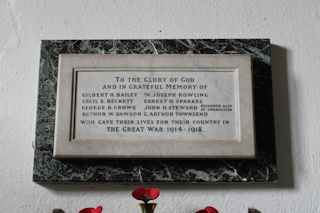 TO THE GLORY OF GOD
AND IN GRATEFUL MEMORY OF
GILBERT H. BAILEY W. JOSEPH ROWLING
CECIL E. BECKETT ERNEST H. SPARKES
GEORGE B. CROWE JOHN H. STEWARD
ARTHUR W. DAWSON C. ARTHUR TOWNSEND
WHO GAVE THEIR LIVES FOR THEIR COUNTRY IN
THE GREAT WAR 1914-1918.